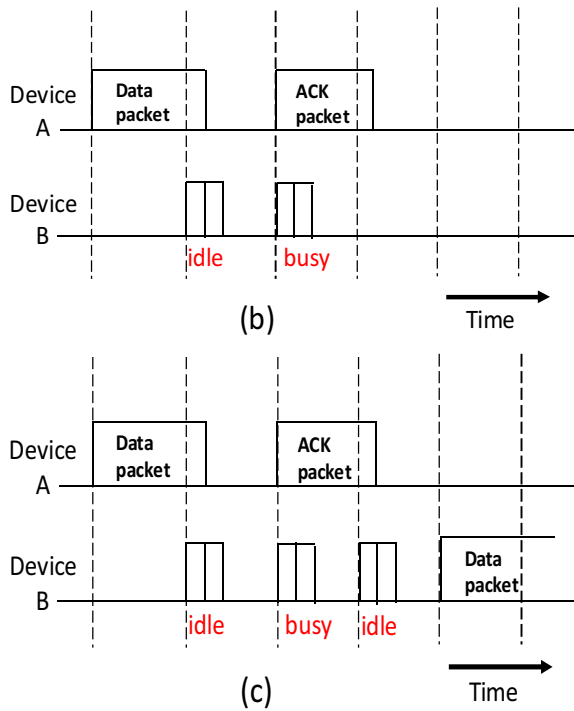 Device
A
Data
packet
ACK
packet
Device
B
idle
busy
(b)
Time
Device
A
Data
packet
ACK
packet
Device
B
Data
packet
idle
busy
idle
(c)
Time